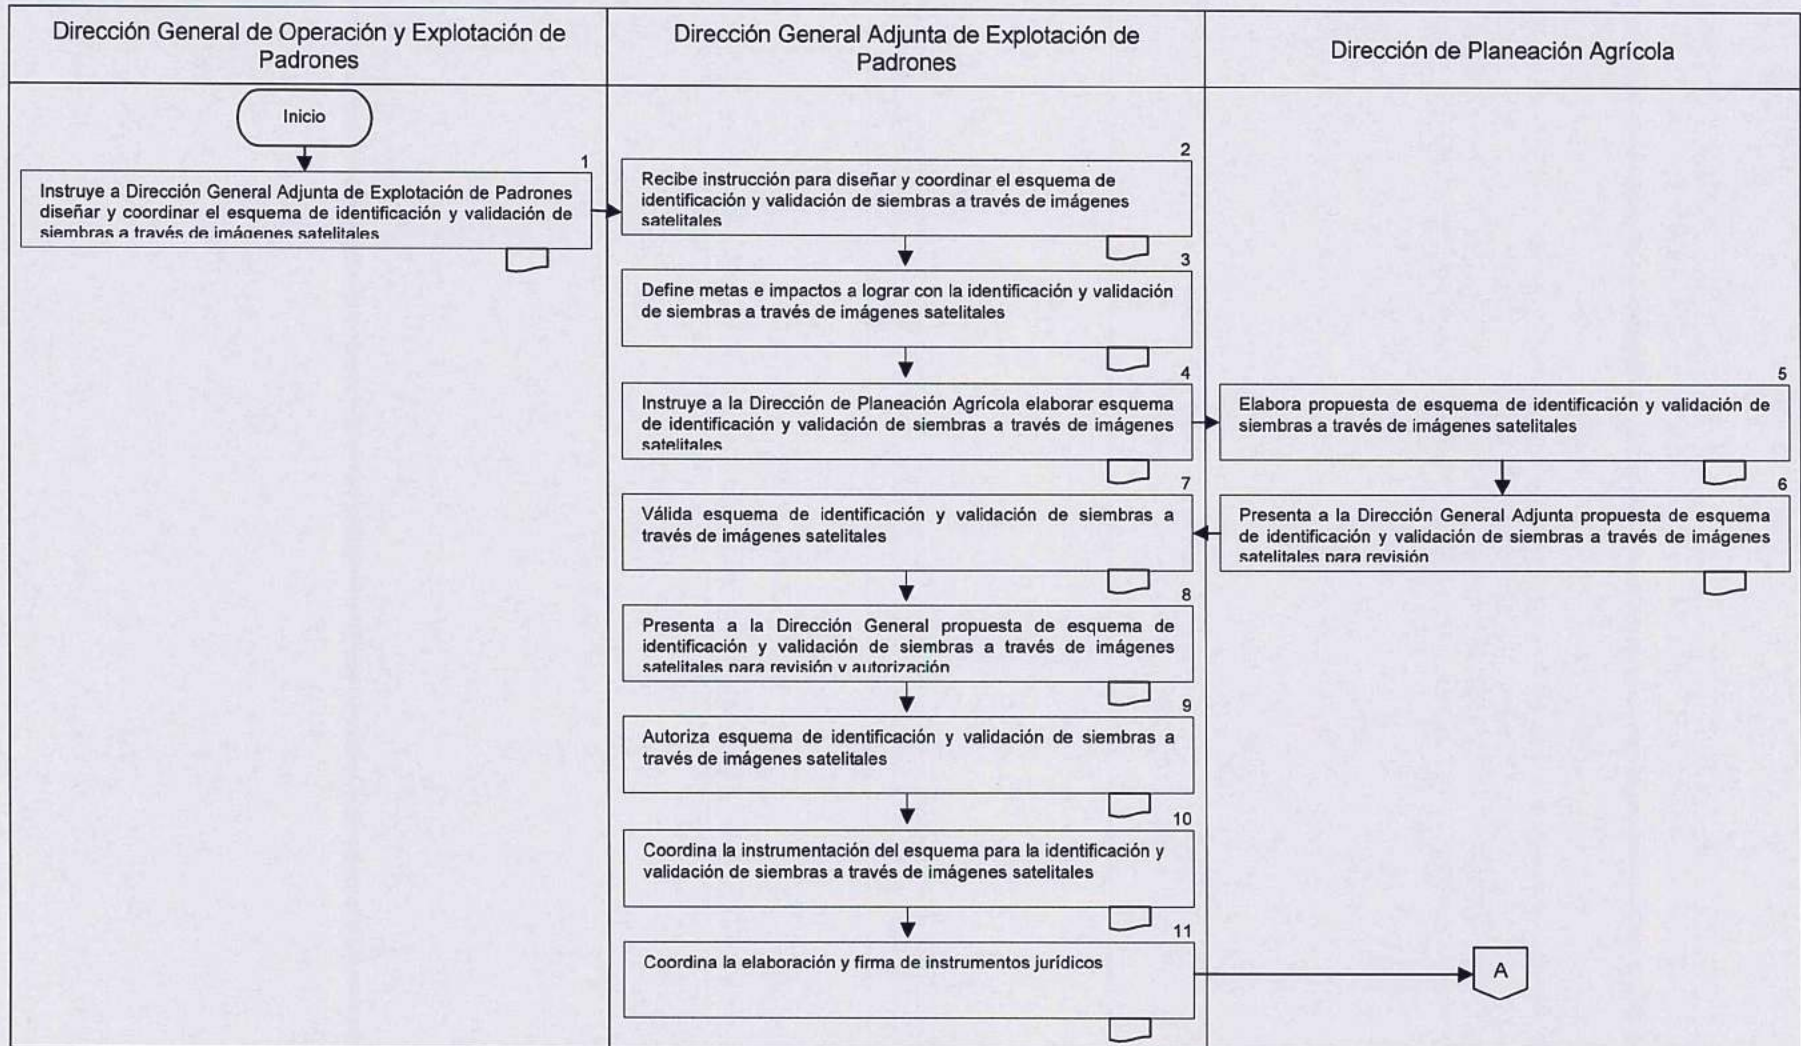 Dirección General de Operación y Explotación de
Padrones
Dirección General Adjunta de Explotación de
Padrones
Dirección de Planeación Agrícola
Inicio
1
Instruye a Dirección General Adjunta de Explotación de Padrones
diseñar y coordinar el esquema de identificación y validación de
siembras a través de imágenes satelitales
2
Recibe instrucción para diseñar y coordinar el esquema de
identificación y validación de siembras a través de imágenes
satelitales
3
Define metas e impactos a lograr con la identificación y validación
de siembras a través de imágenes satelitales
4
Instruye a la Dirección de Planeación Agrícola elaborar esquema
de identificación y validación de siembras a través de imágenes
satelitales
5
Elabora propuesta de esquema de identificación y validación de
siembras a través de imágenes satelitales
6
Presenta a la Dirección General Adjunta propuesta de esquema
de identificación y validación de siembras a través de imágenes
satelitales para revisión
7
Válida esquema de identificación y validación de siembras a
través de imágenes satelitales
8
Presenta a la Dirección General propuesta de esquema de
identificación y validación de siembras a través de imágenes
satelitales para revisión y autorización
9
Autoriza esquema de identificación y validación de siembras a
través de imágenes satelitales
10
Coordina la instrumentación del esquema para la identificación y
validación de siembras a través de imágenes satelitales
11
Coordina la elaboración y firma de instrumentos jurídicos
A